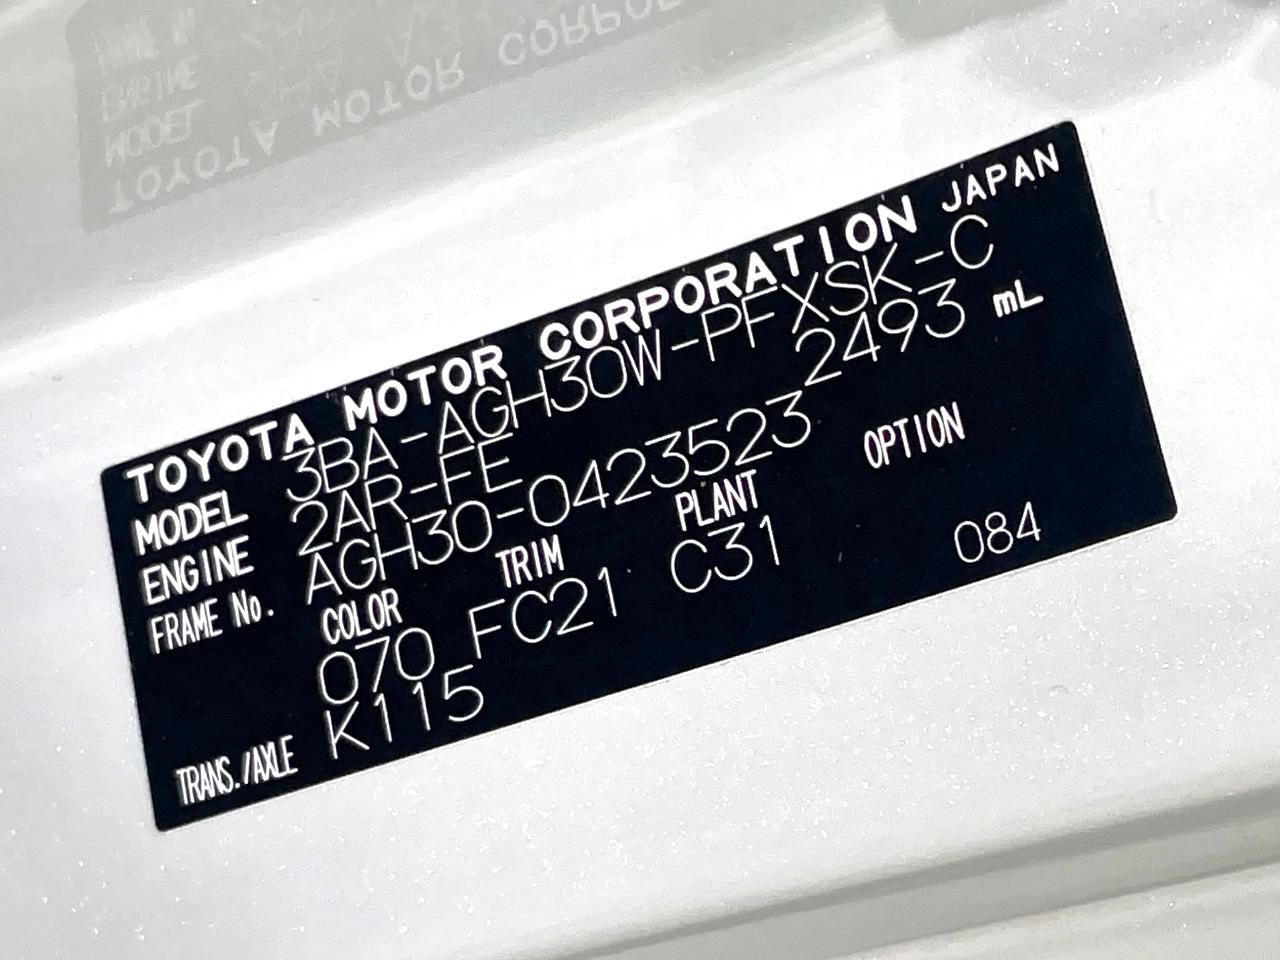 TOYOTA MOTOR CORPORATION JAPAN
MODEL 3BA-AGH30W-PFXSK-C
ENGINE 2AR-FE 2493 mL
FRAME No. AGH30-0423523
COLOR TRIM PLANT OPTION
070 FC21 C31 084
TRANS./AXLE K115